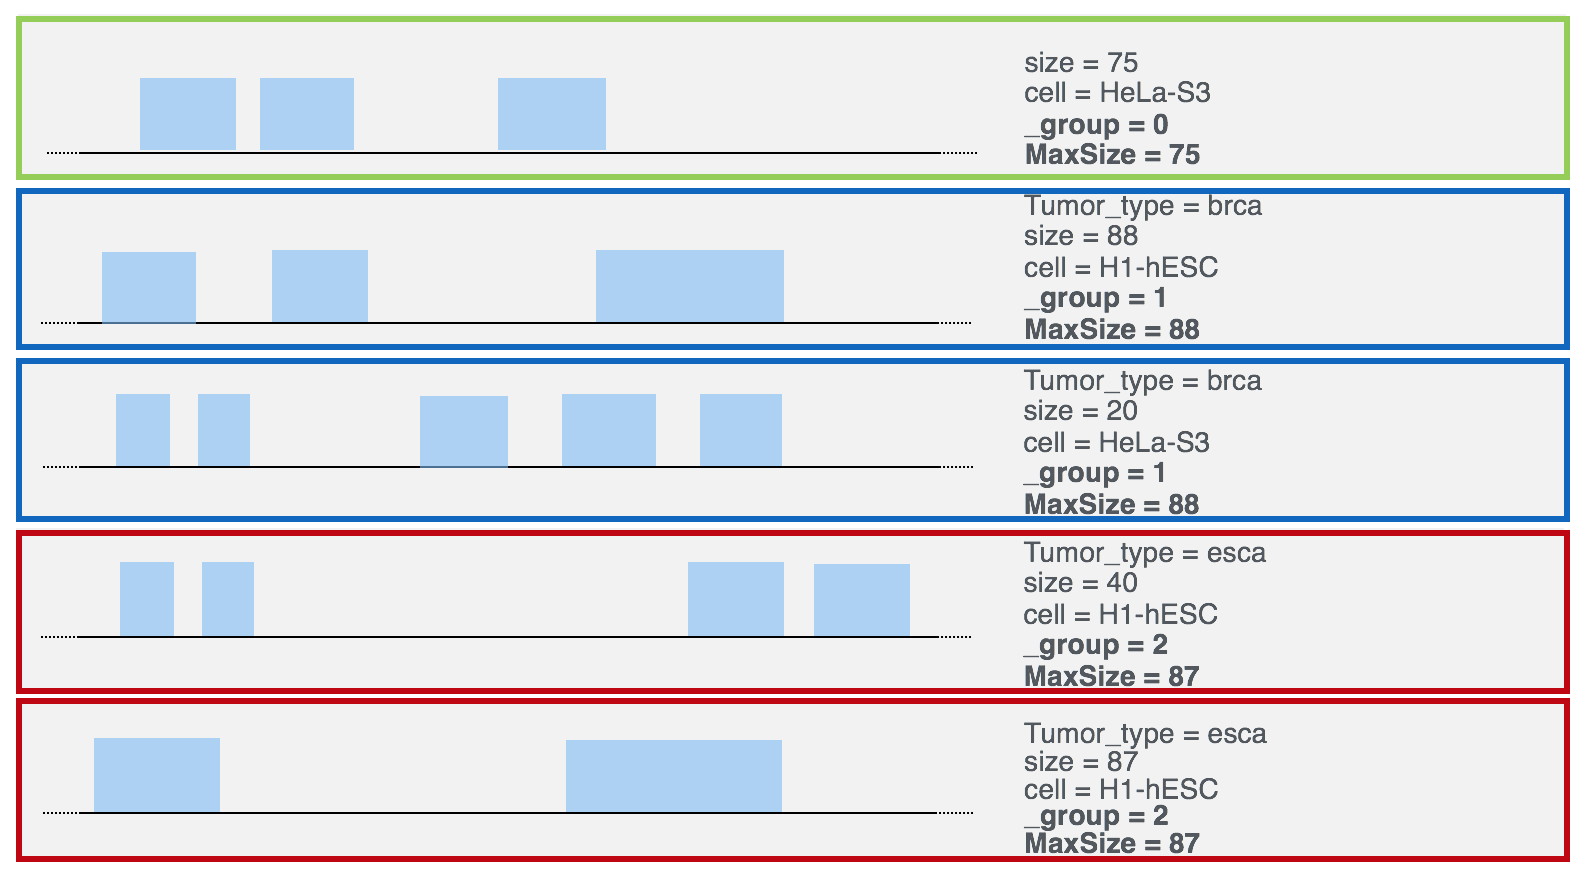 size = 75
cell = HeLa-S3
_group = 0
MaxSize = 75
Tumor_type = brca
size = 88
cell = H1-hESC
_group = 1
MaxSize = 88
Tumor_type = brca
size = 20
cell = HeLa-S3
_group = 1
MaxSize = 88
Tumor_type = esca
size = 40
cell = H1-hESC
_group = 2
MaxSize = 87
Tumor_type = esca
size = 87
cell = H1-hESC
_group = 2
MaxSize = 87